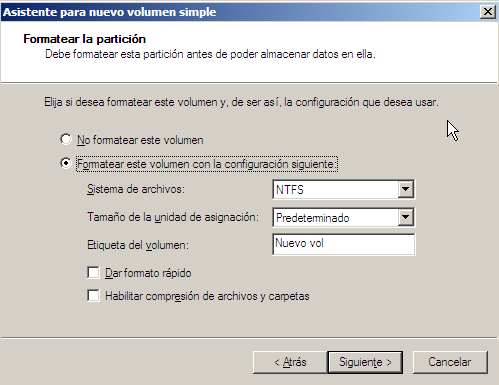 Asistente para nuevo volumen simple
Formatear la partición
Debe formatear esta partición antes de poder almacenar datos en ella.
Elija si desea formatear este volumen y, de ser así, la configuración que desea usar.
No formatear este volumen
Formatear este volumen con la configuración siguiente:
Sistema de archivos: NTFS
Tamaño de la unidad de asignación: Predeterminado
Etiqueta del volumen: Nuevo vol
Dar formato rápido
Habilitar compresión de archivos y carpetas
< Atrás Siguiente > Cancelar